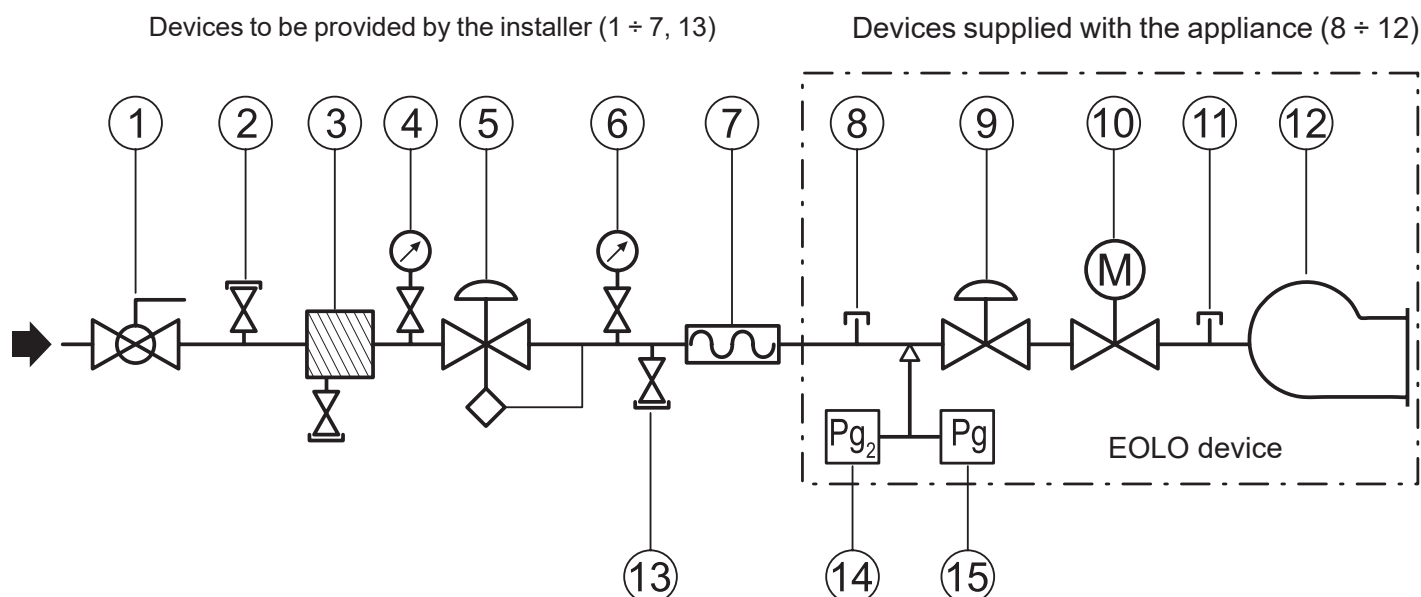 Devices to be provided by the installer (1 ÷ 7, 13)
Devices supplied with the appliance (8 ÷ 12)
1 2 3 4 5 6 7 8 9 10 11 12
M
Pg2 Pg
EOLO device
13 14 15